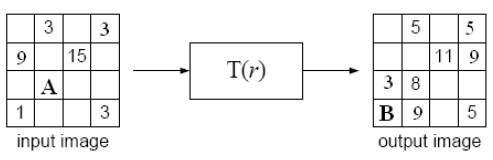 3 3 5 5
9 15 T(r) 11 9
A 3 8
1 3 B 9 5
input image output image